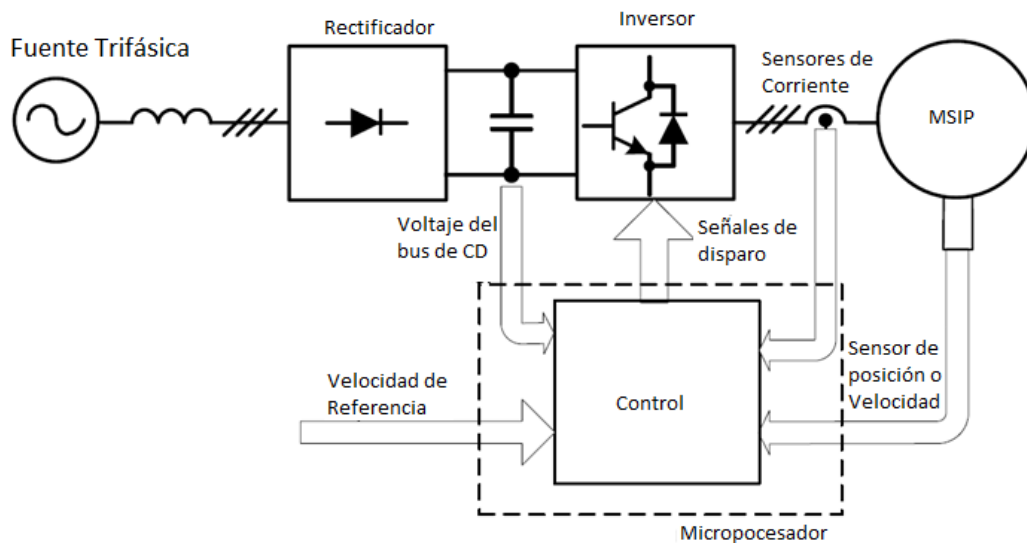 Fuente Trifásica
Rectificador
Inversor
Sensores de
Corriente
MSIP
Voltaje del
bus de CD
Señales de
disparo
Velocidad de
Referencia
Control
Sensor de
posición o
Velocidad
Micropocesador